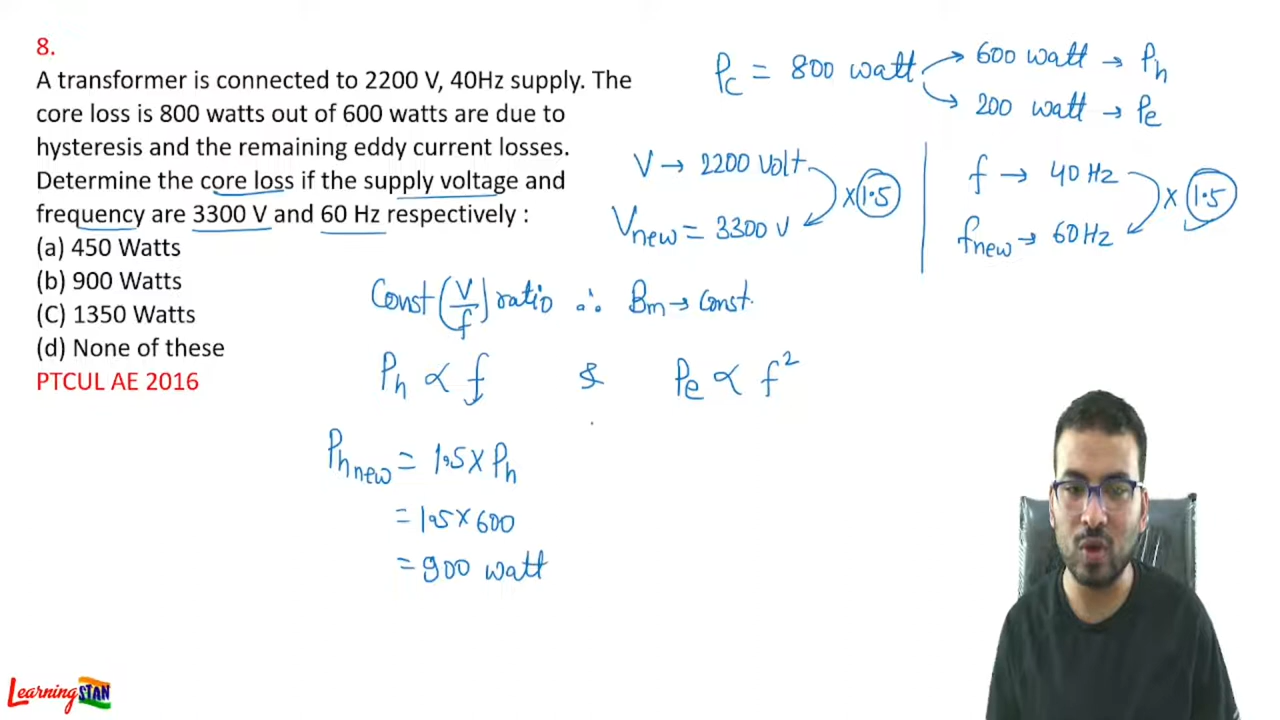 8.
A transformer is connected to 2200 V, 40Hz supply. The
core loss is 800 watts out of 600 watts are due to
hysteresis and the remaining eddy current losses.
Determine the core loss if the supply voltage and
frequency are 3300 V and 60 Hz respectively :
(a) 450 Watts
(b) 900 Watts
(C) 1350 Watts
(d) None of these
PTCUL AE 2016
Pc = 800 watt
600 watt → Ph
200 watt → Pe
V → 2200 Volt
×1.5
Vnew = 3300 V
f → 40 Hz
×1.5
fnew → 60 Hz
Const (V/f) ratio ∴ Bm → Const.
Ph ∝ f & Pe ∝ f²
Phnew = 1.5 × Ph
= 1.5 × 600
= 900 watt
LearningSTAN